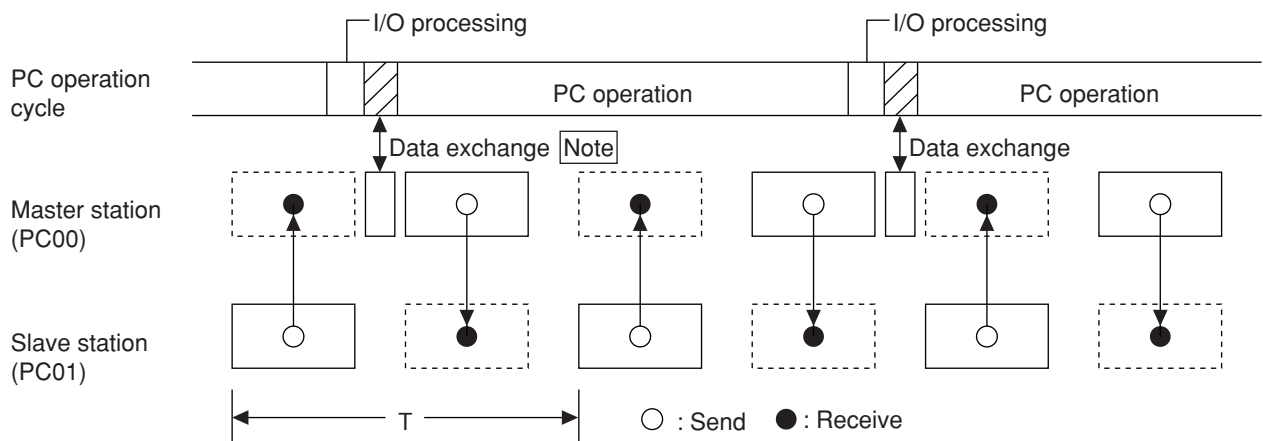 I/O processing
I/O processing
PC operation
cycle
PC operation
PC operation
Data exchange Note
Data exchange
Master station
(PC00)
Slave station
(PC01)
T
: Send
: Receive